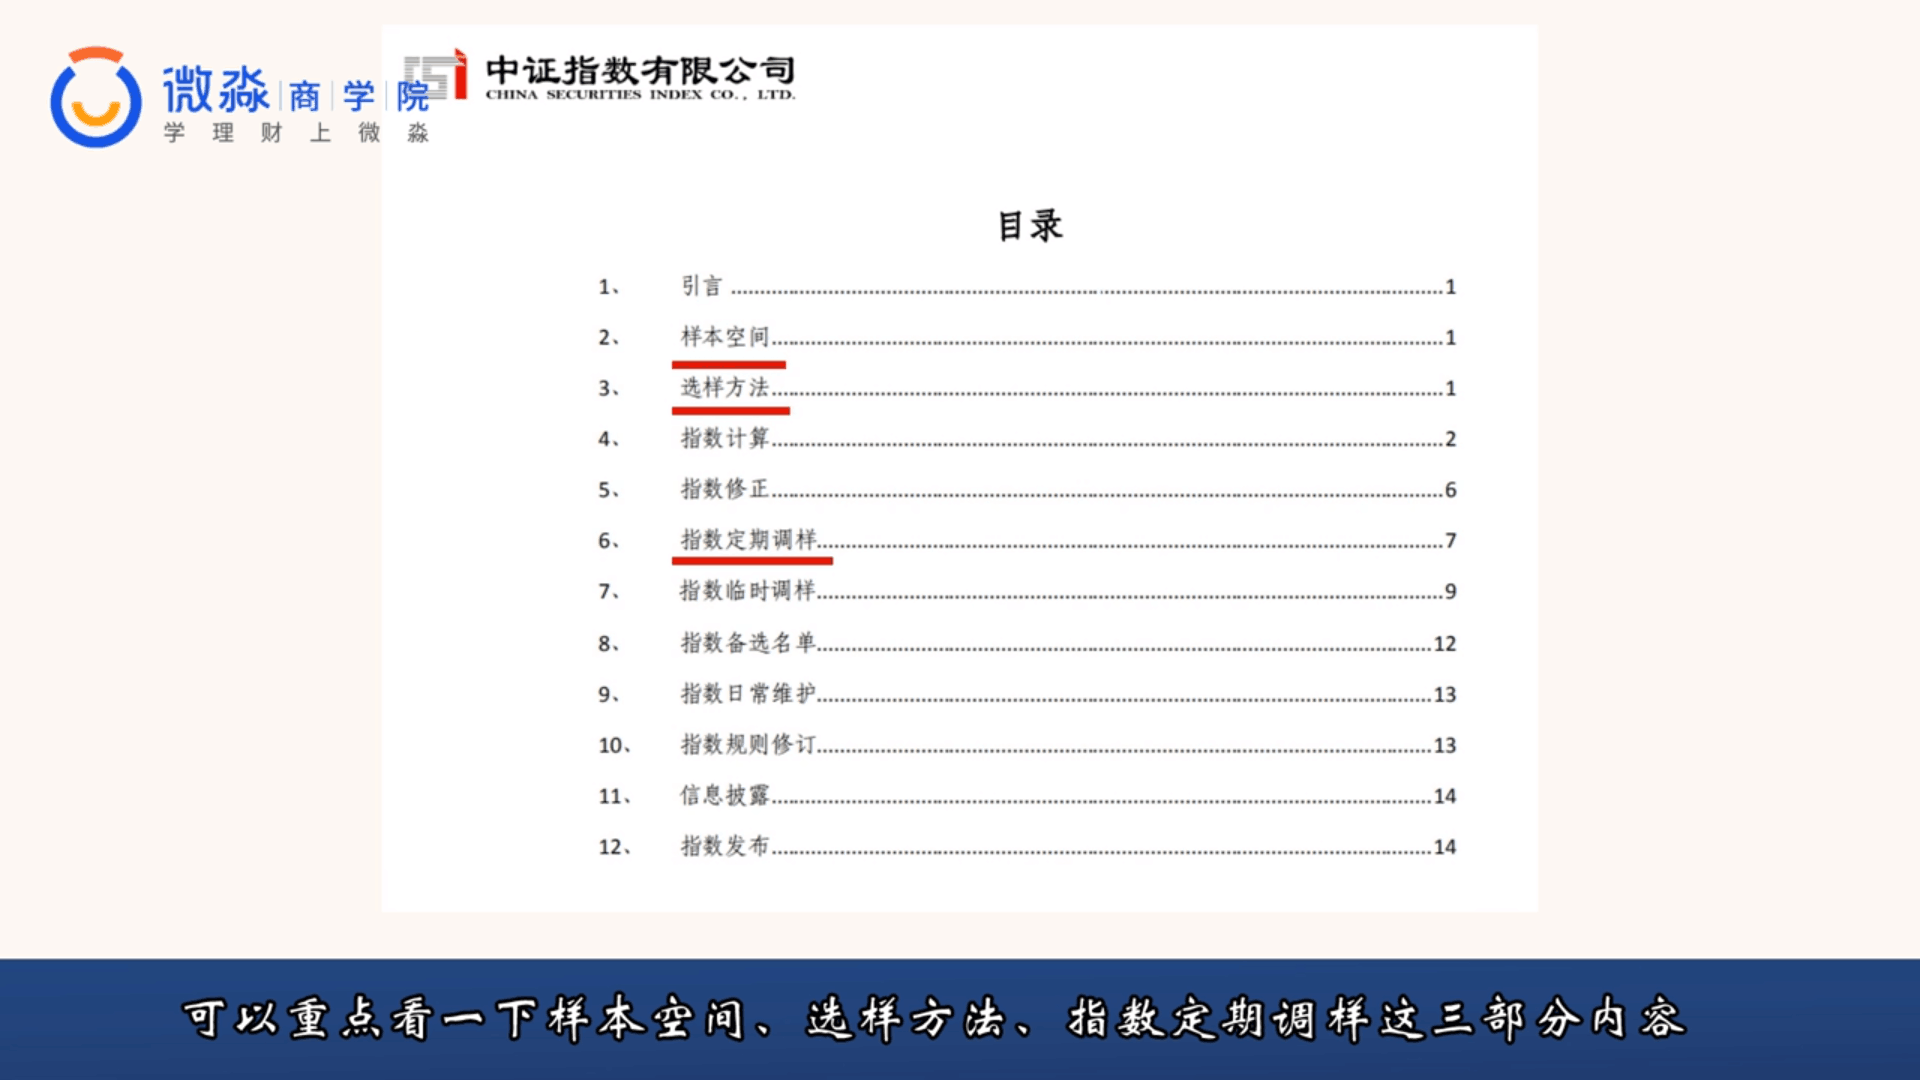 微淼 商 学 院
学理财上微淼
中证指数有限公司
CHINA SECURITIES INDEX CO., LTD.
目录
1、 引言 1
2、 样本空间 1
3、 选样方法 1
4、 指数计算 2
5、 指数修正 6
6、 指数定期调样 7
7、 指数临时调样 9
8、 指数备选名单 12
9、 指数日常维护 13
10、 指数规则修订 13
11、 信息披露 14
12、 指数发布 14
可以重点看一下样本空间、选样方法、指数定期调样这三部分内容